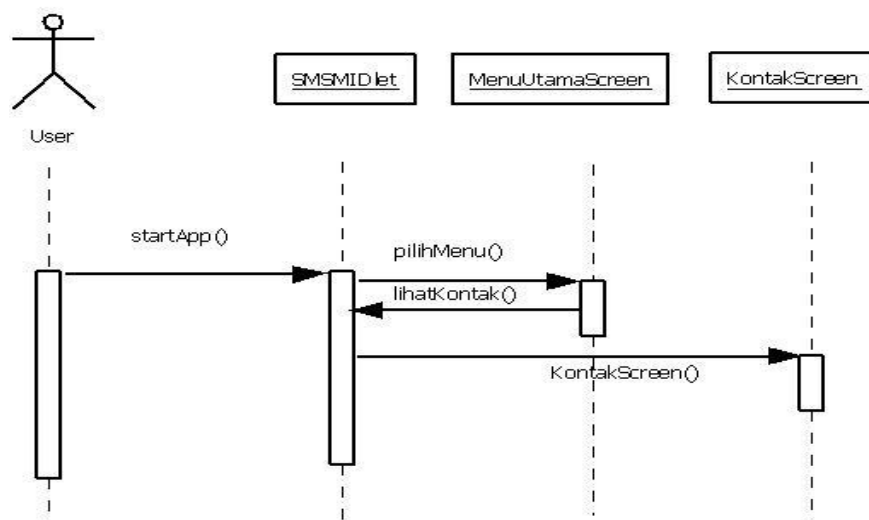 SMSMIDlet
MenuUtamaScreen
KontakScreen
User
startApp()
pilihMenu()
lihatKontak()
KontakScreen()